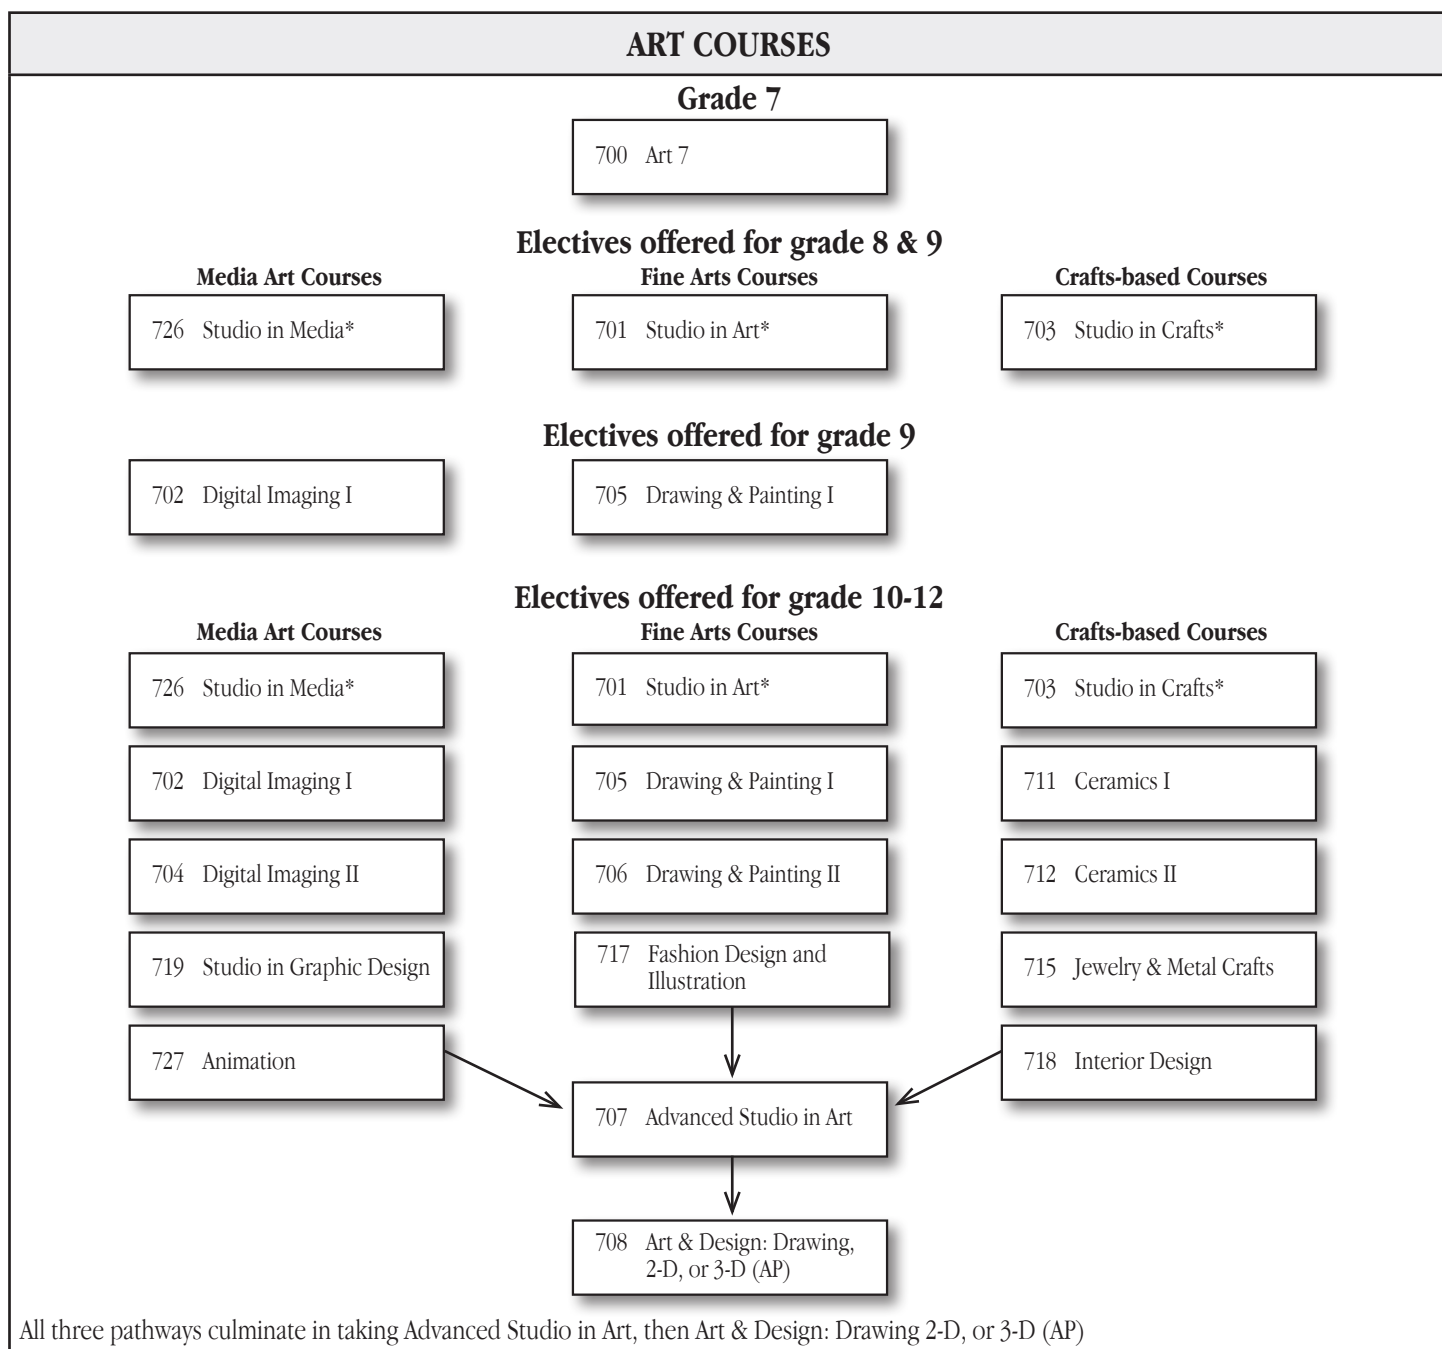 ART COURSES
Grade 7
700 Art 7
Electives offered for grade 8 & 9
Media Art Courses
Fine Arts Courses
Crafts-based Courses
726 Studio in Media*
701 Studio in Art*
703 Studio in Crafts*
Electives offered for grade 9
702 Digital Imaging I
705 Drawing & Painting I
Electives offered for grade 10-12
Media Art Courses
Fine Arts Courses
Crafts-based Courses
726 Studio in Media*
701 Studio in Art*
703 Studio in Crafts*
702 Digital Imaging I
705 Drawing & Painting I
711 Ceramics I
704 Digital Imaging II
706 Drawing & Painting II
712 Ceramics II
719 Studio in Graphic Design
717 Fashion Design and
Illustration
715 Jewelry & Metal Crafts
727 Animation
718 Interior Design
707 Advanced Studio in Art
708 Art & Design: Drawing,
2-D, or 3-D (AP)
All three pathways culminate in taking Advanced Studio in Art, then Art & Design: Drawing 2-D, or 3-D (AP)